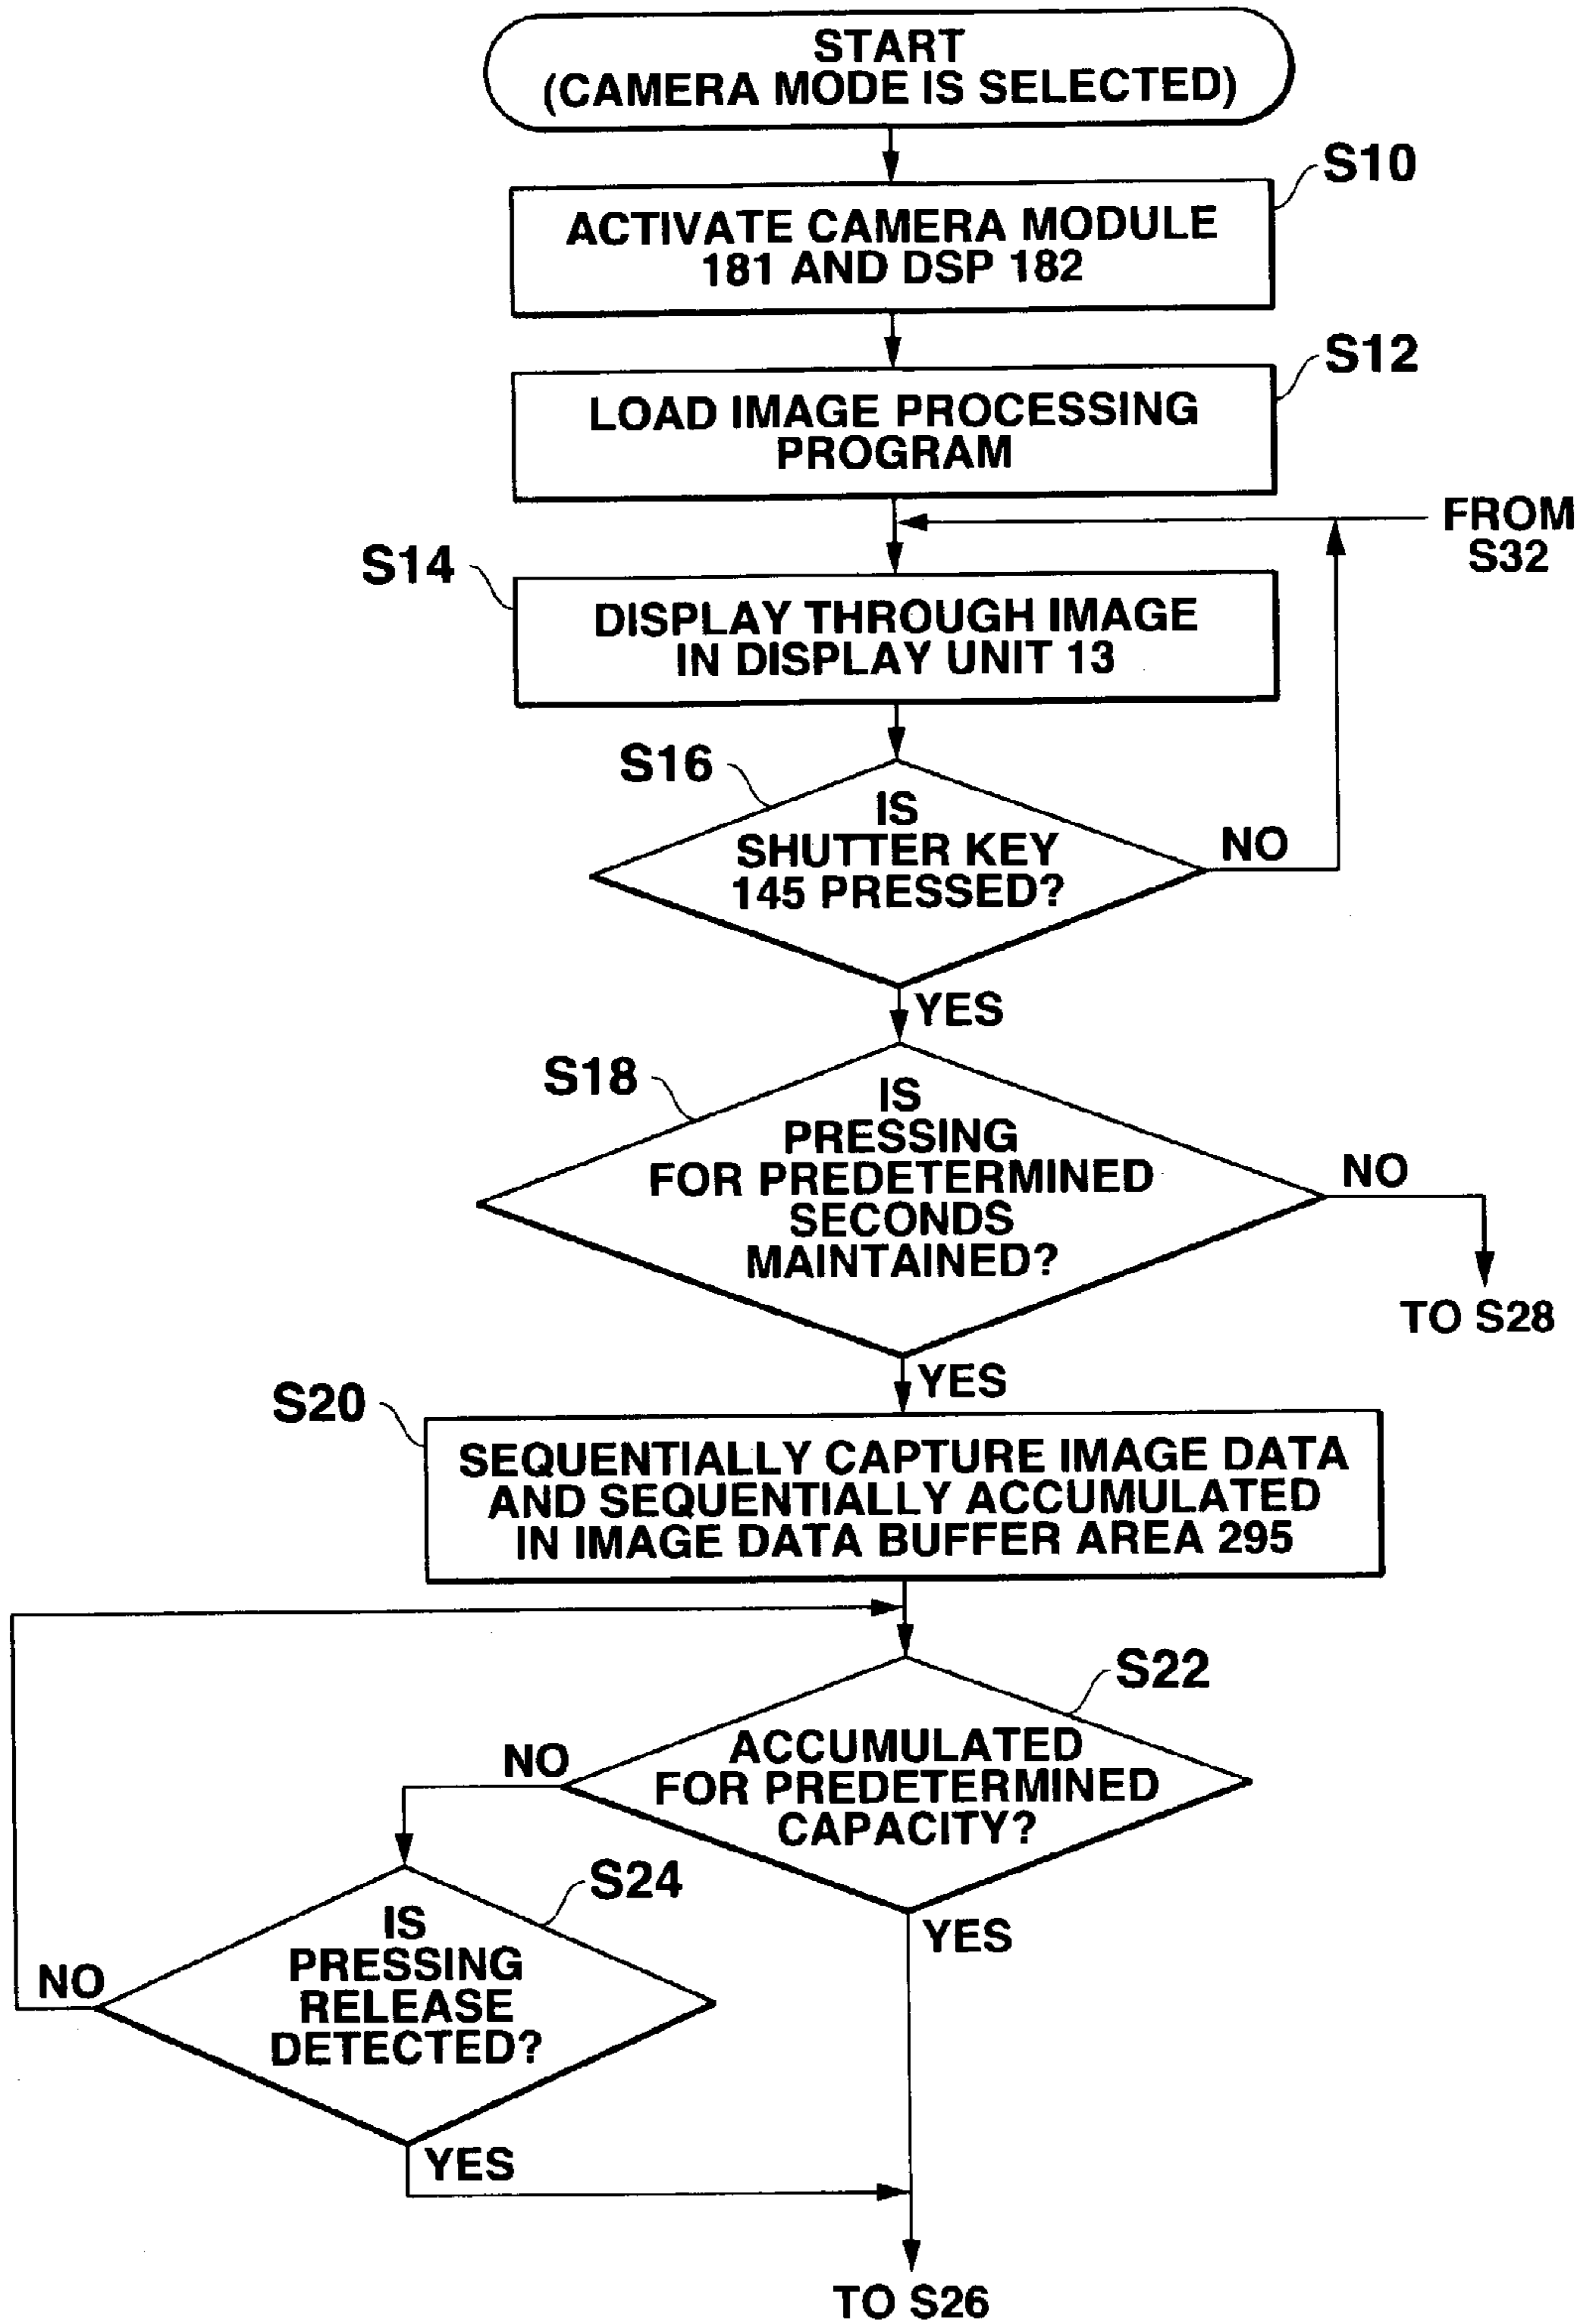 START
(CAMERA MODE IS SELECTED)
S10
ACTIVATE CAMERA MODULE
181 AND DSP 182
S12
LOAD IMAGE PROCESSING
PROGRAM
FROM
S32
S14
DISPLAY THROUGH IMAGE
IN DISPLAY UNIT 13
S16
IS
SHUTTER KEY
145 PRESSED?
NO
YES
S18
IS
PRESSING
FOR PREDETERMINED
SECONDS
MAINTAINED?
NO
TO S28
YES
S20
SEQUENTIALLY CAPTURE IMAGE DATA
AND SEQUENTIALLY ACCUMULATED
IN IMAGE DATA BUFFER AREA 295
S22
ACCUMULATED
FOR PREDETERMINED
CAPACITY?
NO
YES
S24
IS
PRESSING
RELEASE
DETECTED?
NO
YES
TO S26